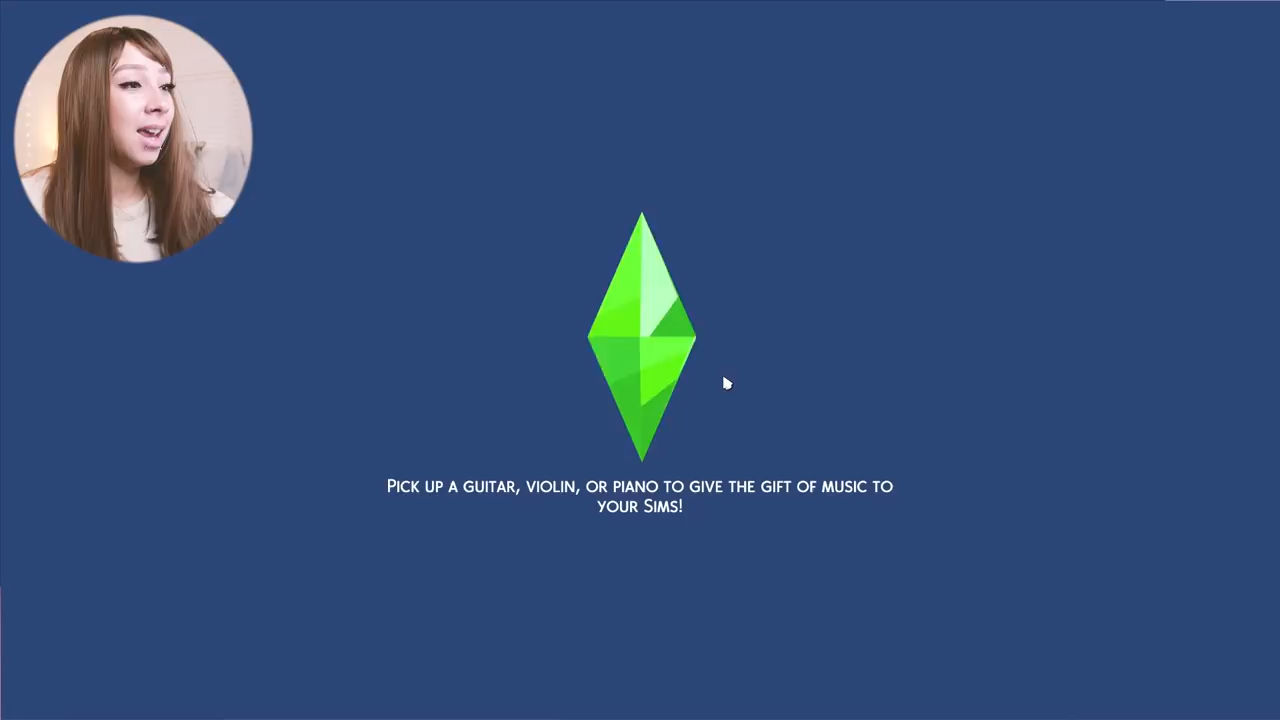 Pick up a guitar, violin, or piano to give the gift of music to
your Sims!